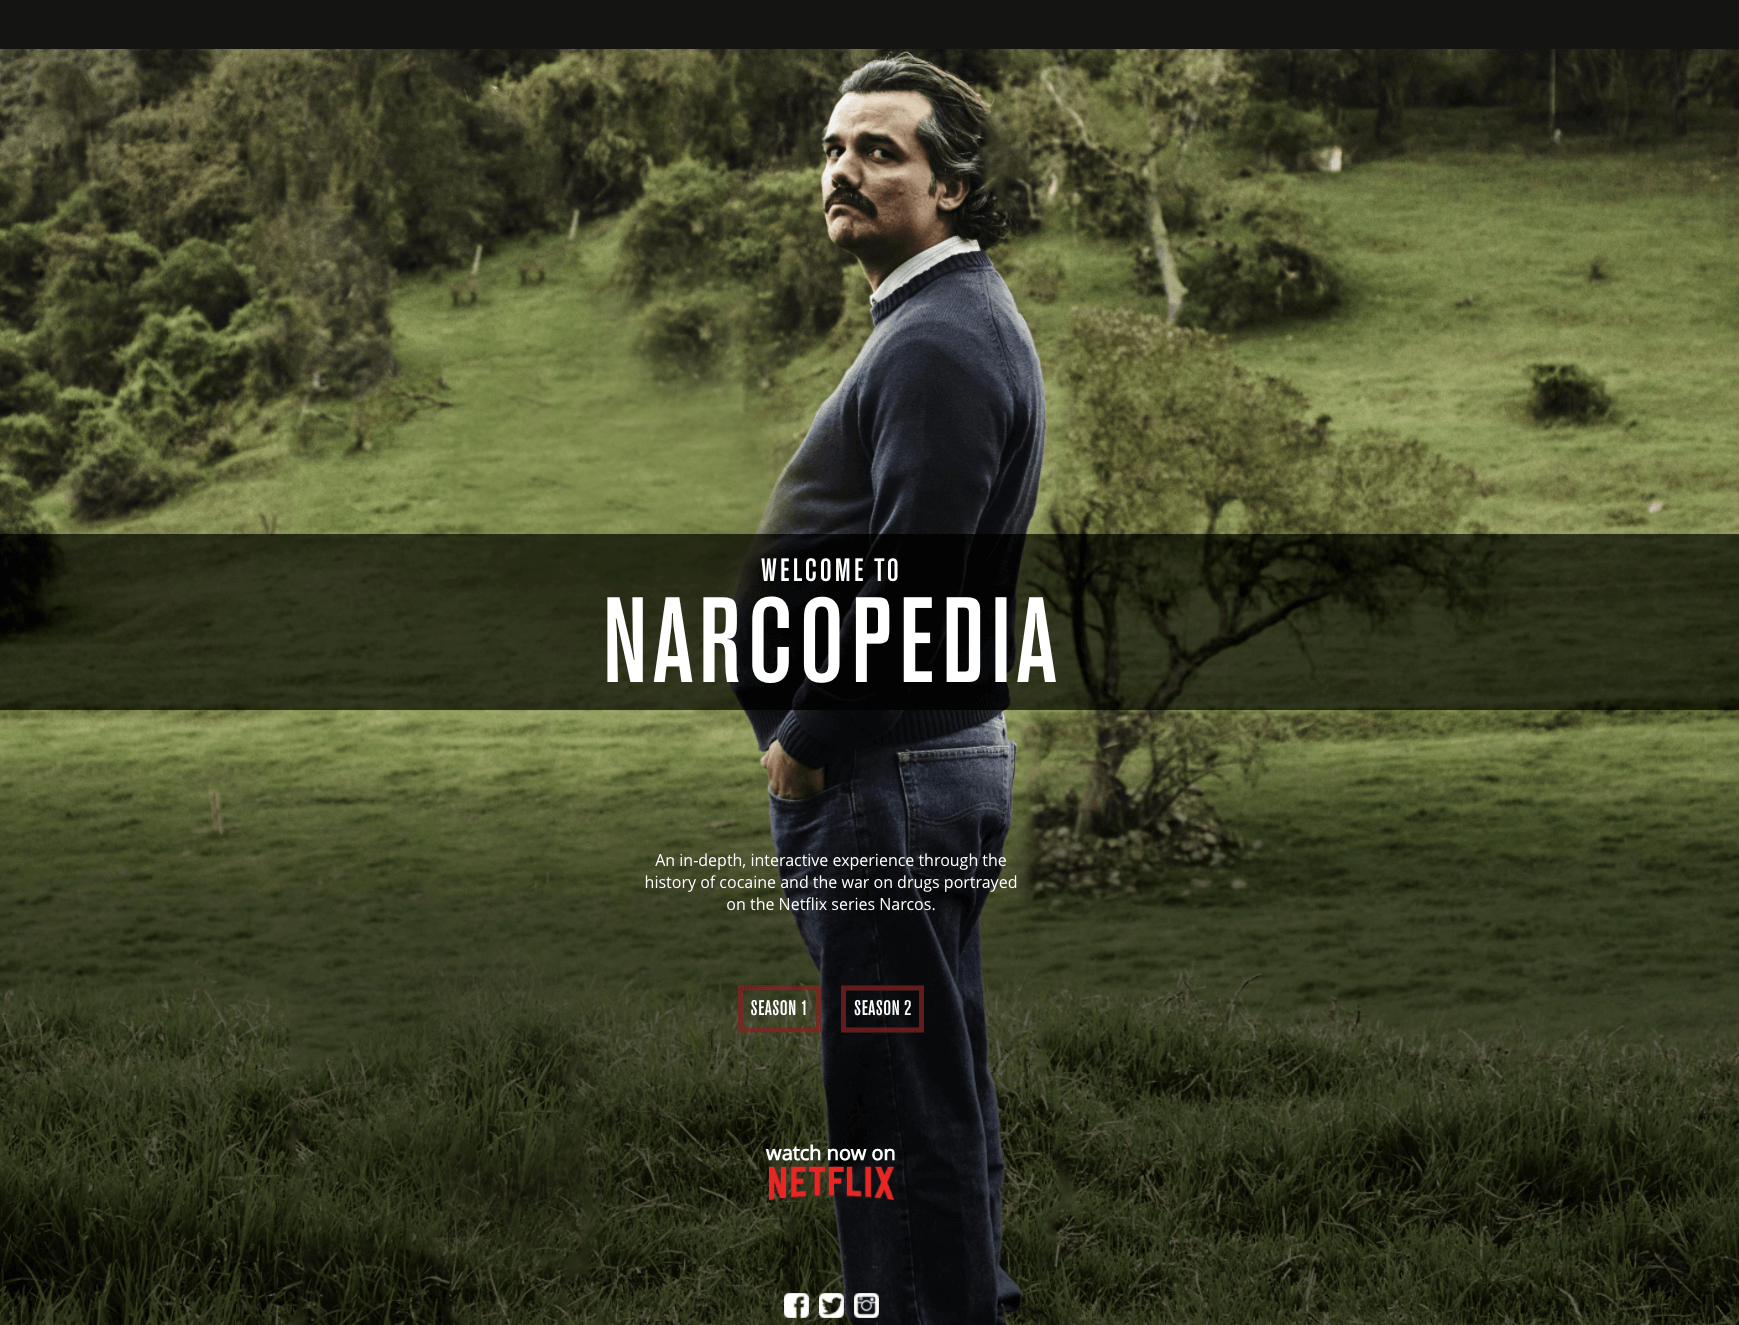 WELCOME TO
NARCOPEDIA
An in-depth, interactive experience through the
history of cocaine and the war on drugs portrayed
on the Netflix series Narcos.
SEASON 1 SEASON 2
watch now on
NETFLIX